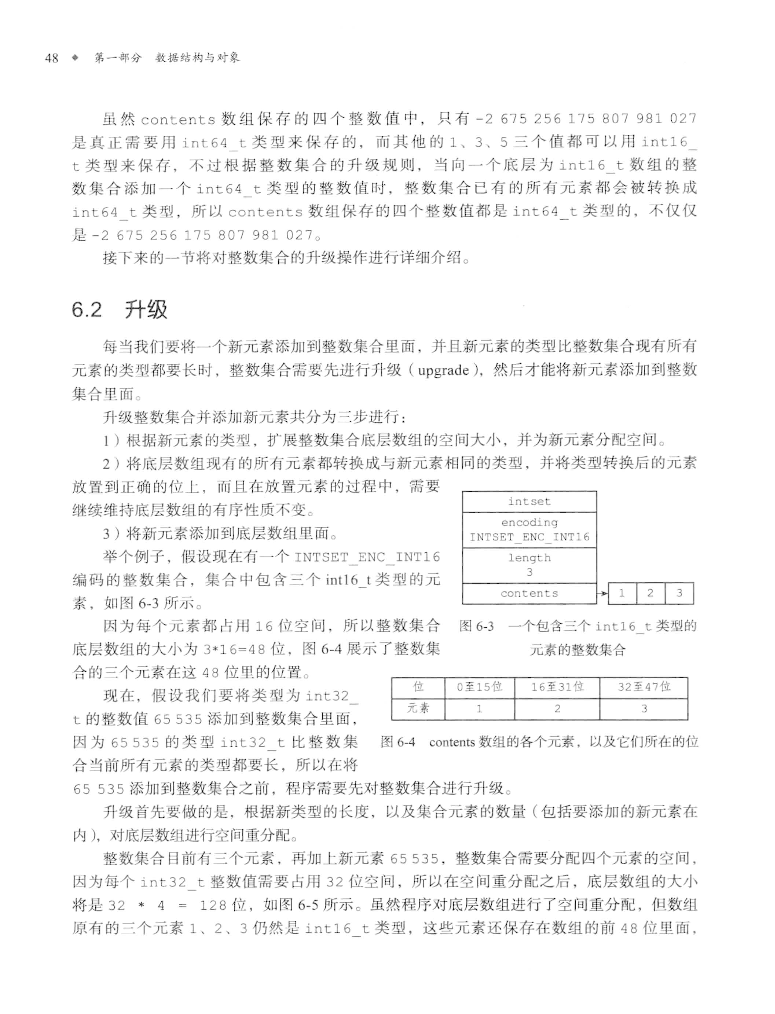 48 ◆ 第一部分 数据结构与对象
虽然 contents 数组保存的四个整数值中，只有 -2 675 256 175 807 981 027
是真正需要用 int64_t 类型来保存的，而其他的 1、3、5 三个值都可以用 int16_
t 类型来保存，不过根据整数集合的升级规则，当向一个底层为 int16_t 数组的整
数集合添加一个 int64_t 类型的整数值时，整数集合已有的所有元素都会被转换成
int64_t 类型，所以 contents 数组保存的四个整数值都是 int64_t 类型的，不仅仅
是 -2 675 256 175 807 981 027。
接下来的一节将对整数集合的升级操作进行详细介绍。
6.2 升级
每当我们要将一个新元素添加到整数集合里面，并且新元素的类型比整数集合现有所有
元素的类型都要长时，整数集合需要先进行升级（upgrade），然后才能将新元素添加到整数
集合里面。
升级整数集合并添加新元素共分为三步进行：
1）根据新元素的类型，扩展整数集合底层数组的空间大小，并为新元素分配空间。
2）将底层数组现有的所有元素都转换成与新元素相同的类型，并将类型转换后的元素
放置到正确的位上，而且在放置元素的过程中，需要
继续维持底层数组的有序性质不变。
3）将新元素添加到底层数组里面。
举个例子，假设现在有一个 INTSET_ENC_INT16
编码的整数集合，集合中包含三个 int16_t 类型的元
素，如图 6-3 所示。
intset
encoding
INTSET_ENC_INT16
length
3
contents
1 2 3
图 6-3 一个包含三个 int16_t 类型的
元素的整数集合
因为每个元素都占用 16 位空间，所以整数集合
底层数组的大小为 3*16=48 位，图 6-4 展示了整数集
合的三个元素在这 48 位里的位置。
位 0至15位 16至31位 32至47位
元素 1 2 3
图 6-4 contents 数组的各个元素，以及它们所在的位
现在，假设我们要将类型为 int32_
t 的整数值 65 535 添加到整数集合里面，
因为 65 535 的类型 int32_t 比整数集
合当前所有元素的类型都要长，所以在将
65 535 添加到整数集合之前，程序需要先对整数集合进行升级。
升级首先要做的是，根据新类型的长度，以及集合元素的数量（包括要添加的新元素在
内），对底层数组进行空间重分配。
整数集合目前有三个元素，再加上新元素 65 535，整数集合需要分配四个元素的空间，
因为每个 int32_t 整数值需要占用 32 位空间，所以在空间重分配之后，底层数组的大小
将是 32 * 4 = 128 位，如图 6-5 所示。虽然程序对底层数组进行了空间重分配，但数组
原有的三个元素 1、2、3 仍然是 int16_t 类型，这些元素还保存在数组的前 48 位里面，